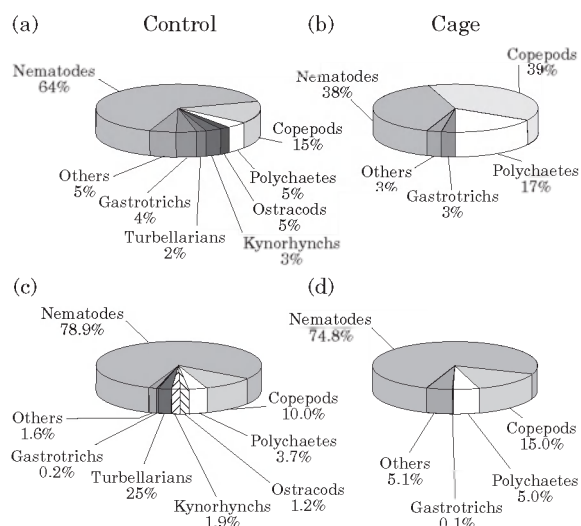 (a) Control
Nematodes
64%
Copepods
15%
Polychaetes
5%
Ostracods
5%
Kynorhynchs
3%
Turbellarians
2%
Gastrotrichs
4%
Others
5%
(b) Cage
Copepods
39%
Nematodes
38%
Polychaetes
17%
Gastrotrichs
3%
Others
3%
(c)
Nematodes
78.9%
Copepods
10.0%
Polychaetes
3.7%
Ostracods
1.2%
Kynorhynchs
1.9%
Turbellarians
25%
Gastrotrichs
0.2%
Others
1.6%
(d)
Nematodes
74.8%
Copepods
15.0%
Polychaetes
5.0%
Gastrotrichs
0.1%
Others
5.1%